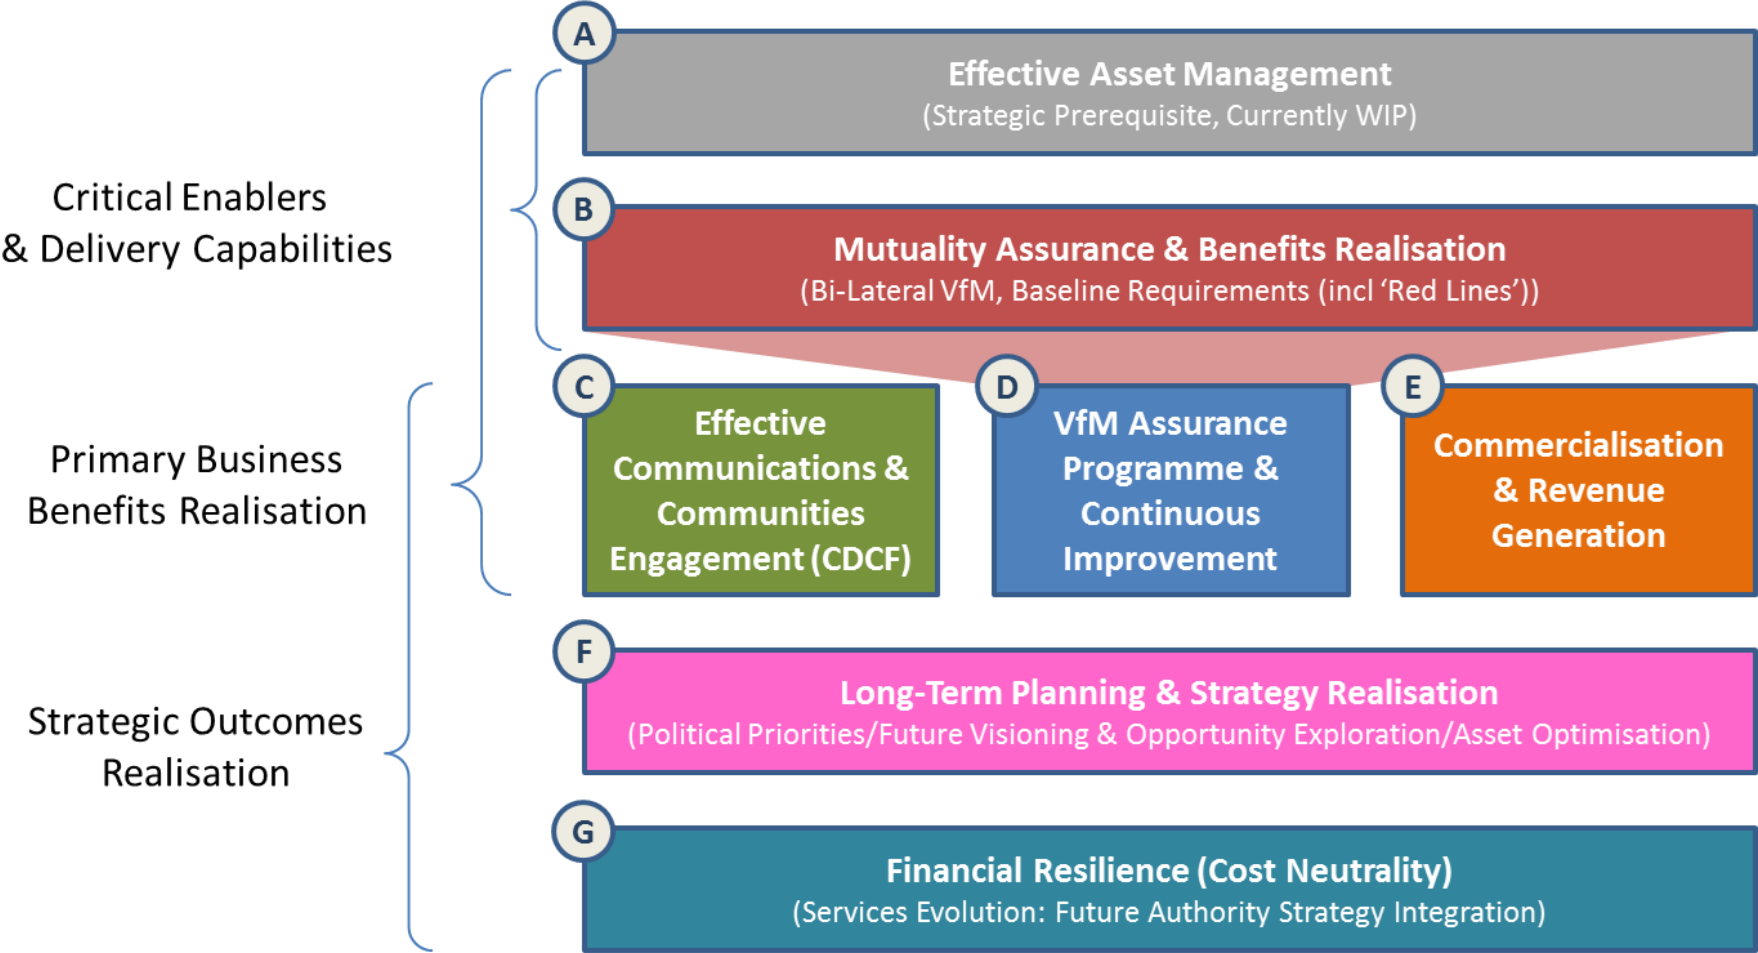 A
Effective Asset Management
(Strategic Prerequisite, Currently WIP)
Critical Enablers
& Delivery Capabilities
B
Mutuality Assurance & Benefits Realisation
(Bi-Lateral VfM, Baseline Requirements (incl ‘Red Lines’))
Primary Business
Benefits Realisation
C
Effective
Communications &
Communities
Engagement (CDCF)
D
VfM Assurance
Programme &
Continuous
Improvement
E
Commercialisation
& Revenue
Generation
Strategic Outcomes
Realisation
F
Long-Term Planning & Strategy Realisation
(Political Priorities/Future Visioning & Opportunity Exploration/Asset Optimisation)
G
Financial Resilience (Cost Neutrality)
(Services Evolution: Future Authority Strategy Integration)